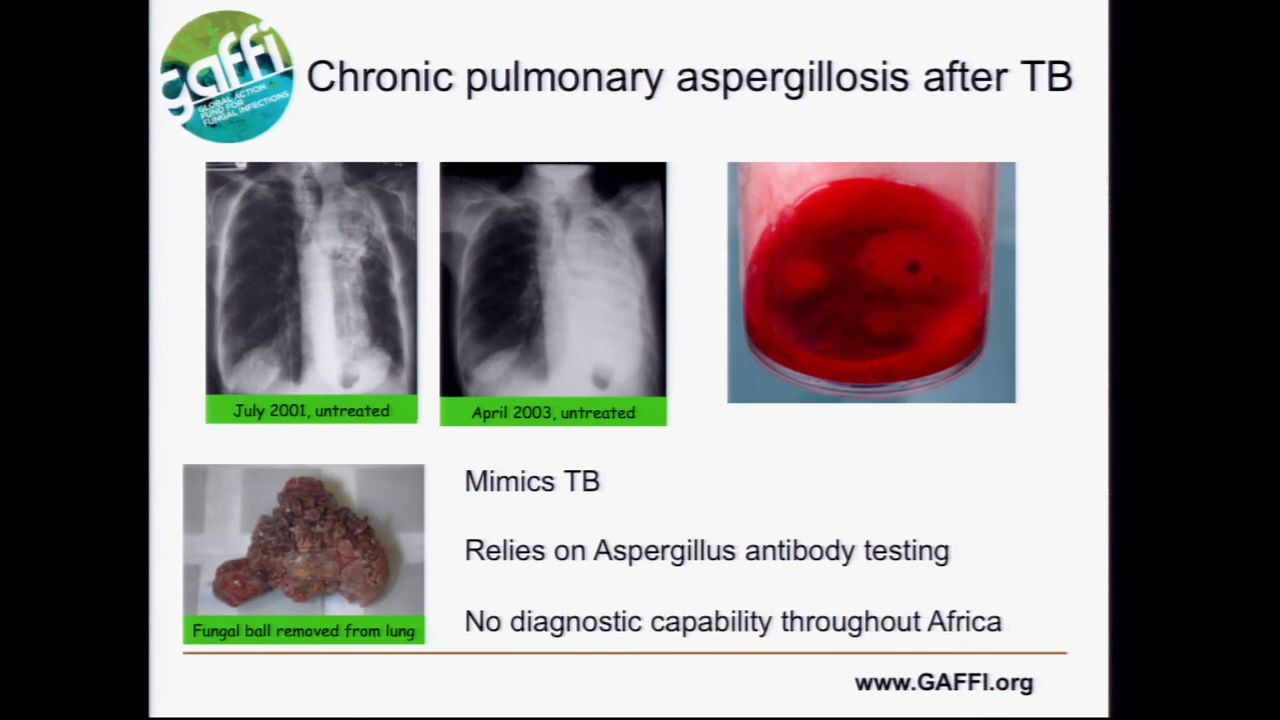 gaffi
GLOBAL ACTION
FUND FOR
FUNGAL INFECTIONS
Chronic pulmonary aspergillosis after TB
July 2001, untreated
April 2003, untreated
Mimics TB
Relies on Aspergillus antibody testing
No diagnostic capability throughout Africa
Fungal ball removed from lung
www.GAFFI.org